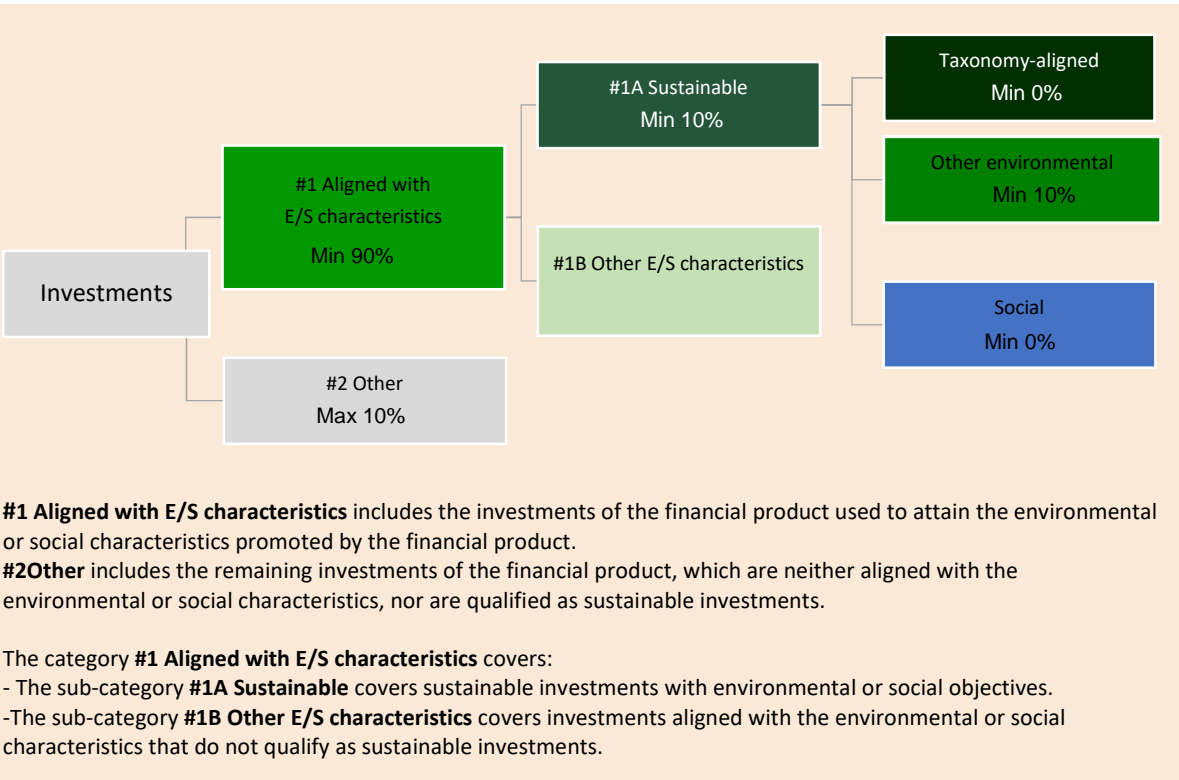 Investments
#1 Aligned with
E/S characteristics
Min 90%
#2 Other
Max 10%
#1A Sustainable
Min 10%
#1B Other E/S characteristics
Taxonomy-aligned
Min 0%
Other environmental
Min 10%
Social
Min 0%
#1 Aligned with E/S characteristics includes the investments of the financial product used to attain the environmental
or social characteristics promoted by the financial product.
#2Other includes the remaining investments of the financial product, which are neither aligned with the
environmental or social characteristics, nor are qualified as sustainable investments.
The category #1 Aligned with E/S characteristics covers:
- The sub-category #1A Sustainable covers sustainable investments with environmental or social objectives.
-The sub-category #1B Other E/S characteristics covers investments aligned with the environmental or social
characteristics that do not qualify as sustainable investments.